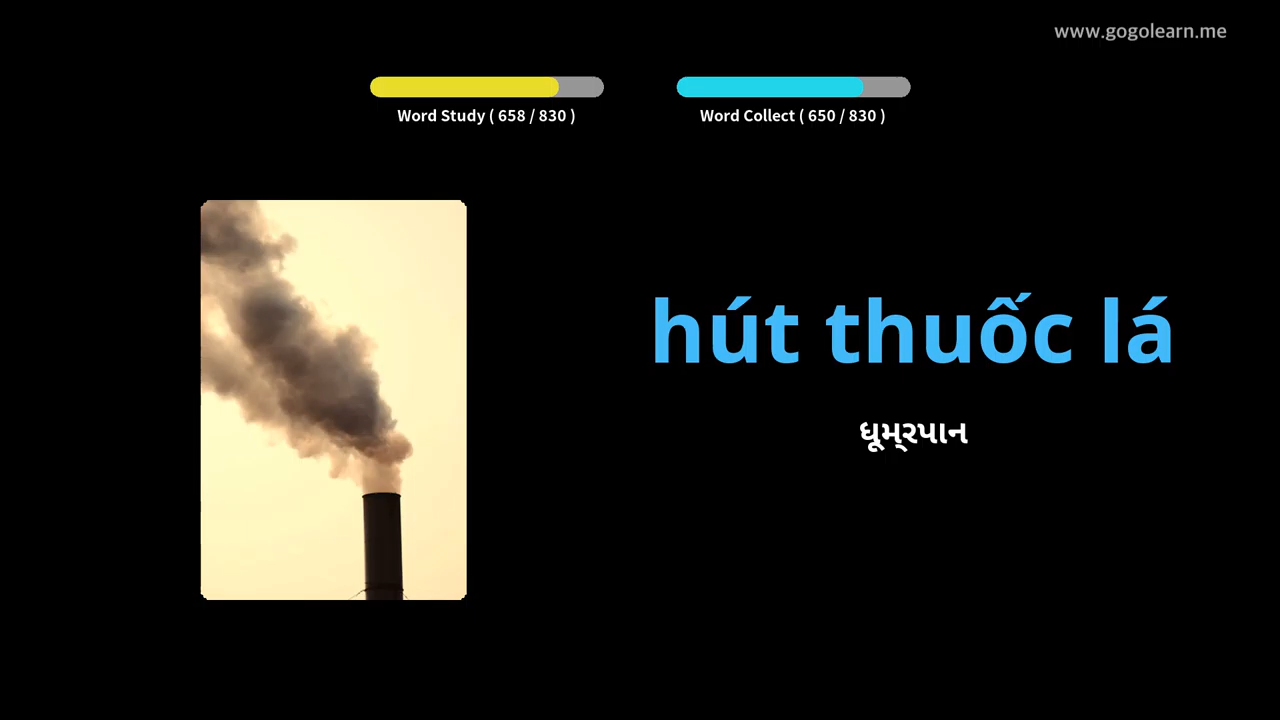 www.gogolearn.me
Word Study ( 658 / 830 )
Word Collect ( 650 / 830 )
hút thuốc lá
ધૂમ્રપાન